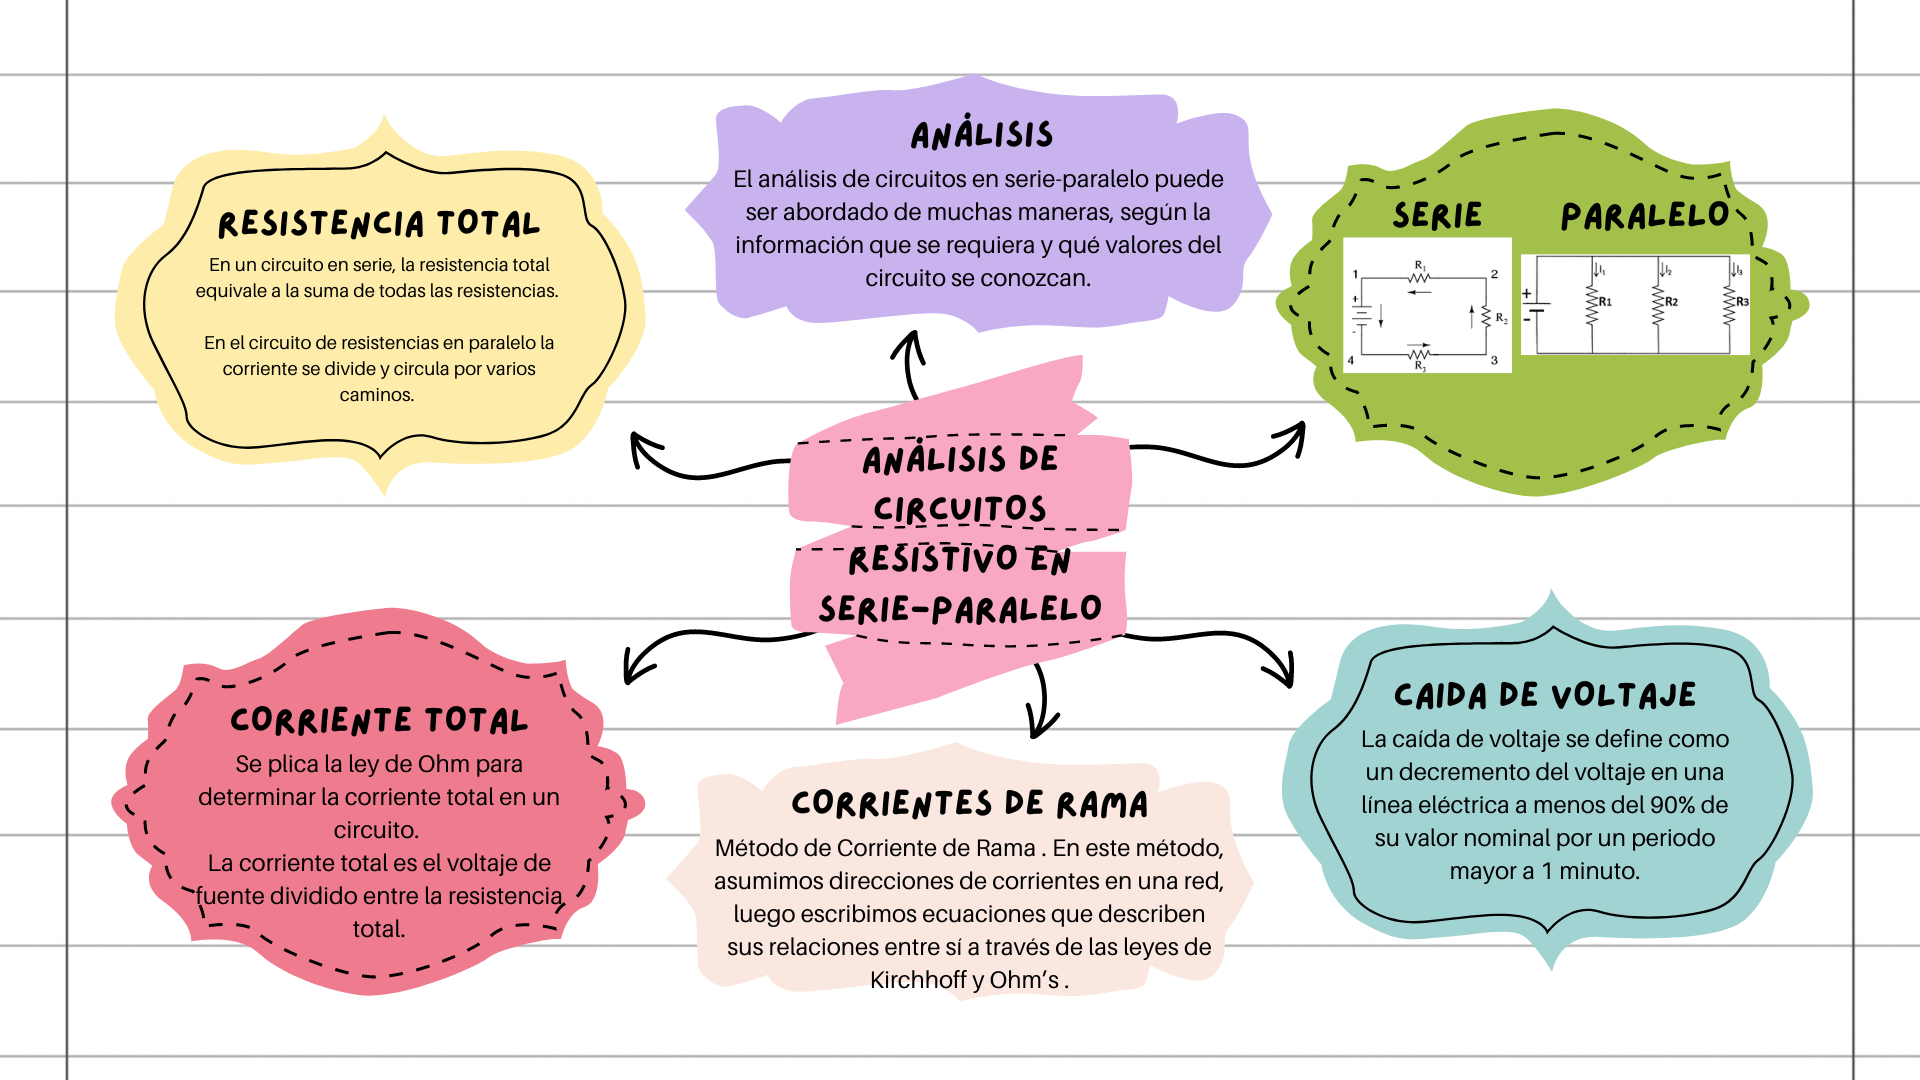 ANÁLISIS DE
CIRCUITOS
RESISTIVO EN
SERIE-PARALELO
RESISTENCIA TOTAL
En un circuito en serie, la resistencia total
equivale a la suma de todas las resistencias.
En el circuito de resistencias en paralelo la
corriente se divide y circula por varios
caminos.
ANÁLISIS
El análisis de circuitos en serie-paralelo puede
ser abordado de muchas maneras, según la
información que se requiera y qué valores del
circuito se conozcan.
SERIE
1
R1
2
+
R2
-
4
R3
3
PARALELO
I1
I2
I3
+
R1
R2
R3
-
CORRIENTE TOTAL
Se plica la ley de Ohm para
determinar la corriente total en un
circuito.
La corriente total es el voltaje de
fuente dividido entre la resistencia
total.
CORRIENTES DE RAMA
Método de Corriente de Rama . En este método,
asumimos direcciones de corrientes en una red,
luego escribimos ecuaciones que describen
sus relaciones entre sí a través de las leyes de
Kirchhoff y Ohm’s .
CAIDA DE VOLTAJE
La caída de voltaje se define como
un decremento del voltaje en una
línea eléctrica a menos del 90% de
su valor nominal por un periodo
mayor a 1 minuto.